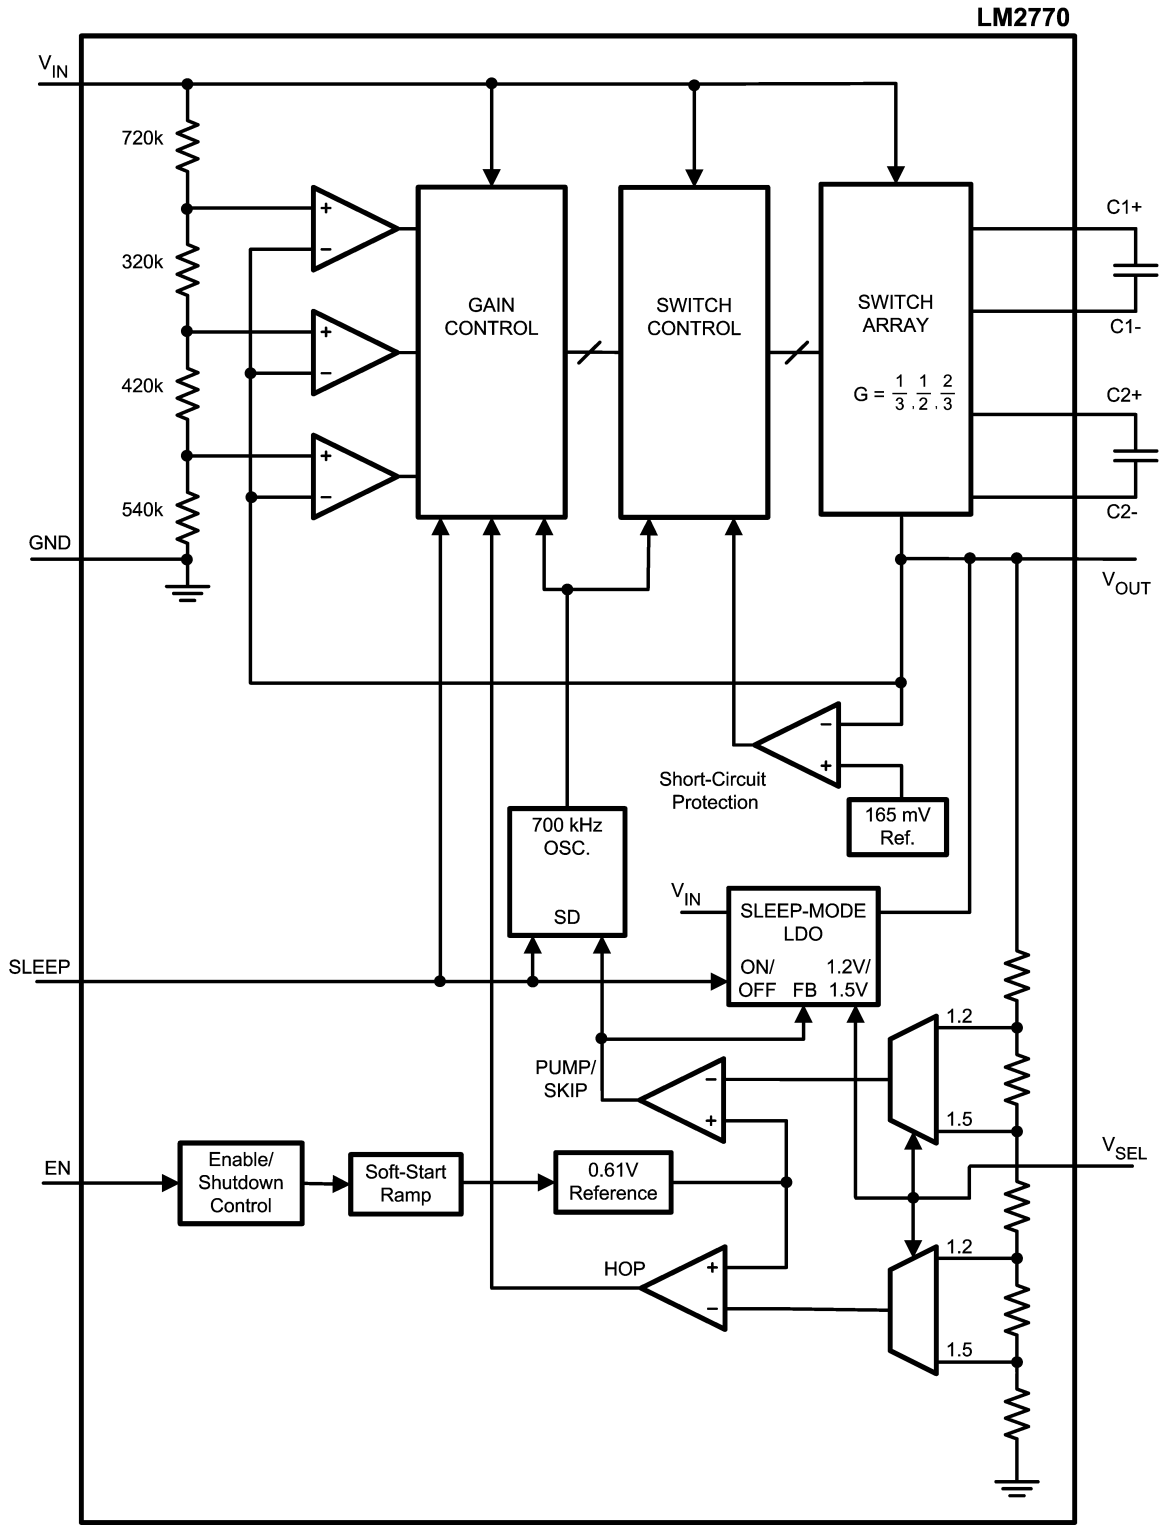 LM2770
VIN
720k
+
−
320k
+
−
420k
+
−
540k
GND
GAIN
CONTROL
SWITCH
CONTROL
SWITCH
ARRAY
G = 1/3, 1/2, 2/3
C1+
C1-
C2+
C2-
VOUT
−
+
Short-Circuit
Protection
165 mV
Ref.
700 kHz
OSC.
SD
VIN
SLEEP-MODE
LDO
ON/
OFF
FB
1.2V/
1.5V
SLEEP
1.2
1.5
PUMP/
SKIP
−
+
VSEL
EN
Enable/
Shutdown
Control
Soft-Start
Ramp
0.61V
Reference
HOP
+
−
1.2
1.5